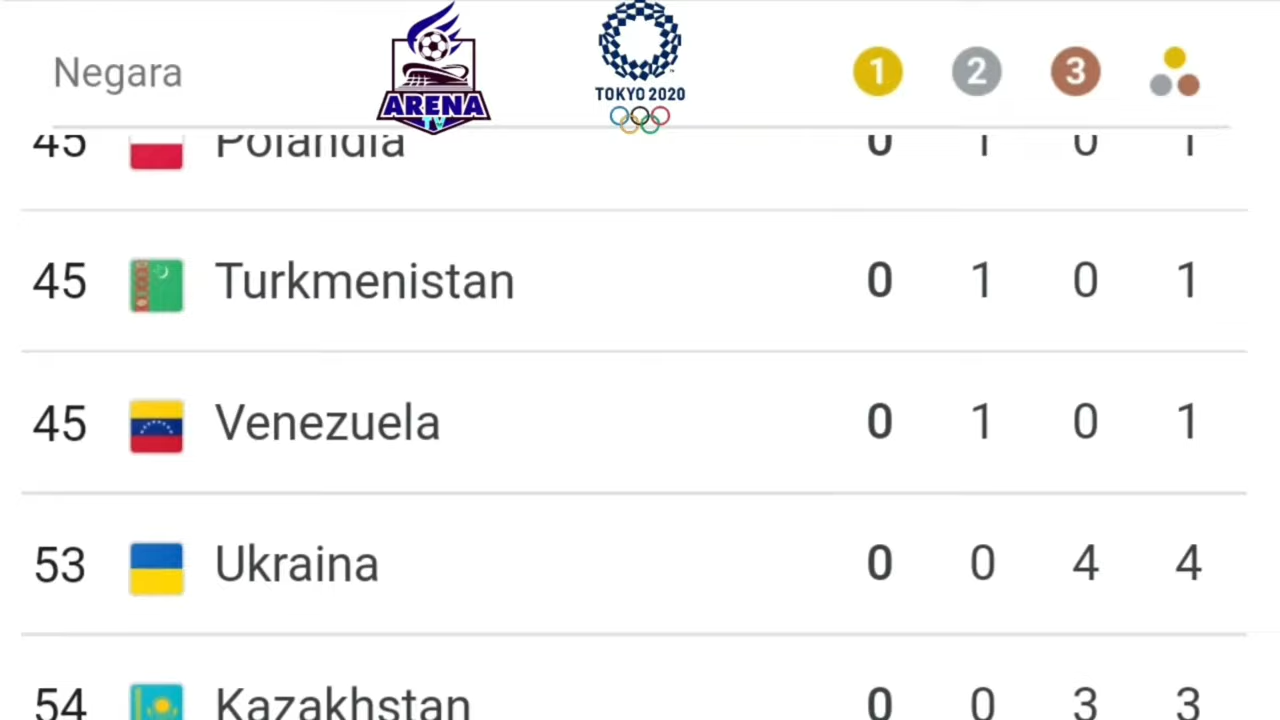 Negara 1 2 3
ARENA
TV
TOKYO 2020
45 Polandia 0 1 0 1
45 Turkmenistan 0 1 0 1
45 Venezuela 0 1 0 1
53 Ukraina 0 0 4 4
54 Kazakhstan 0 0 3 3